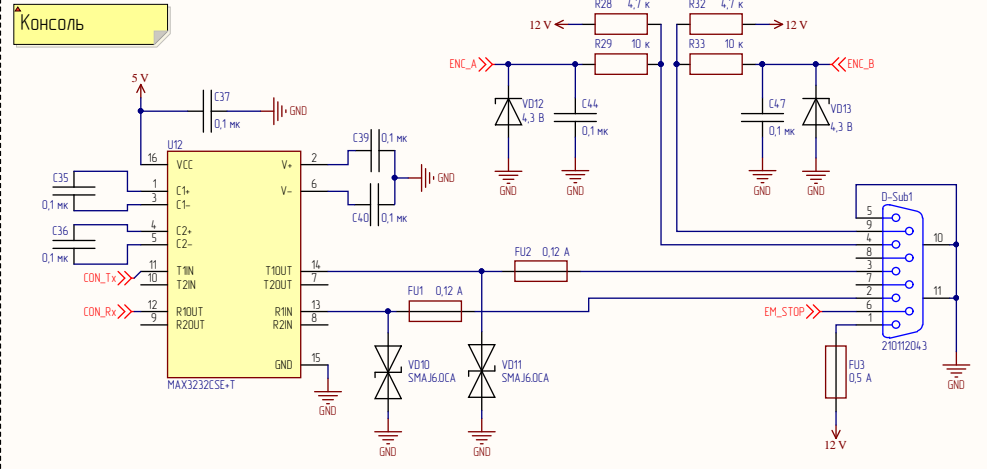 Консоль
R28 4,7 к
R32 4,7 к
12 V
12 V
R29 10 к
R33 10 к
ENC_A
ENC_B
5 V
C37
0,1 мк
GND
VD12
4,3 В
C44
0,1 мк
C47
0,1 мк
VD13
4,3 В
GND
GND
GND
GND
U12
C39
0,1 мк
C40
0,1 мк
GND
16 VCC
V+ 2
C35
0,1 мк
1 C1+
3 C1-
V- 6
C36
0,1 мк
4 C2+
5 C2-
CON_Tx
11 T1IN
10 T2IN
T1OUT 14
T2OUT 7
CON_Rx
12 R1OUT
9 R2OUT
R1IN 13
R2IN 8
GND 15
MAX3232CSE+T
GND
FU2 0,12 А
FU1 0,12 А
VD10
SMAJ6.0CA
VD11
SMAJ6.0CA
GND
GND
D-Sub1
5
9
4
8
3
7
2
6
1
10
11
EM_STOP
210112043
FU3
0,5 А
12 V
GND